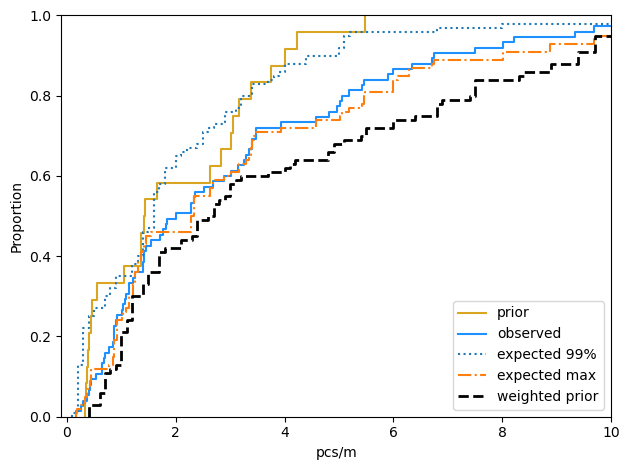 1.0
0.8
0.6
0.4
0.2
0.0
Proportion
0
2
4
6
8
10
pcs/m
prior
observed
expected 99%
expected max
weighted prior